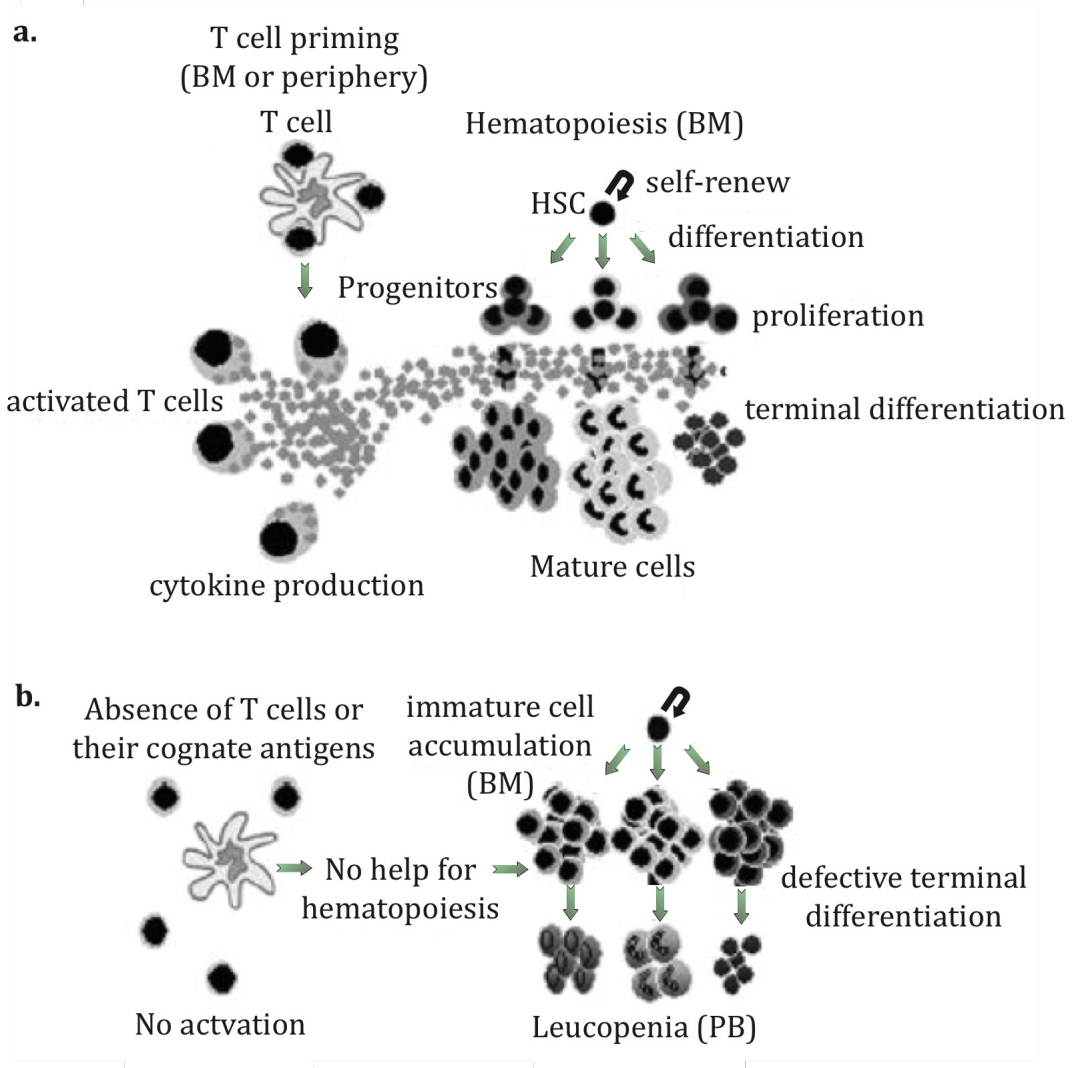 a.
T cell priming
(BM or periphery)
T cell
Hematopoiesis (BM)
HSC
self-renew
differentiation
Progenitors
proliferation
activated T cells
terminal differentiation
Mature cells
cytokine production
b.
Absence of T cells or
their cognate antigens
immature cell
accumulation
(BM)
No help for
hematopoiesis
defective terminal
differentiation
No actvation
Leucopenia (PB)